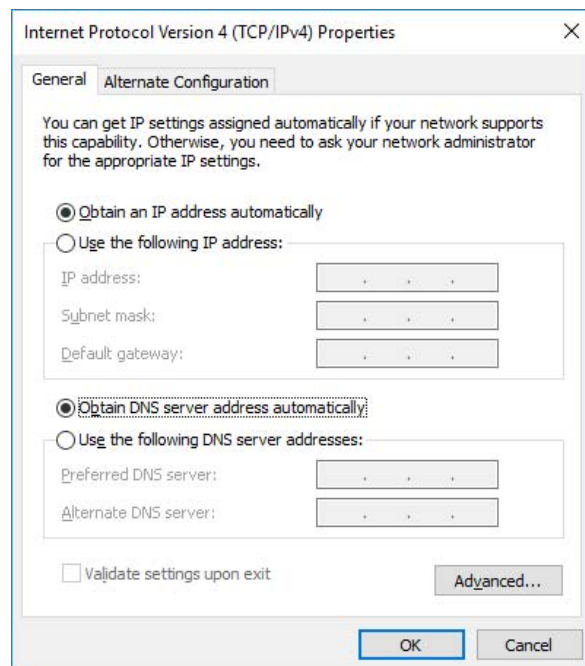 Internet Protocol Version 4 (TCP/IPv4) Properties
General
Alternate Configuration
You can get IP settings assigned automatically if your network supports
this capability. Otherwise, you need to ask your network administrator
for the appropriate IP settings.
Obtain an IP address automatically
Use the following IP address:
IP address:
Subnet mask:
Default gateway:
Obtain DNS server address automatically
Use the following DNS server addresses:
Preferred DNS server:
Alternate DNS server:
Validate settings upon exit
Advanced...
OK
Cancel